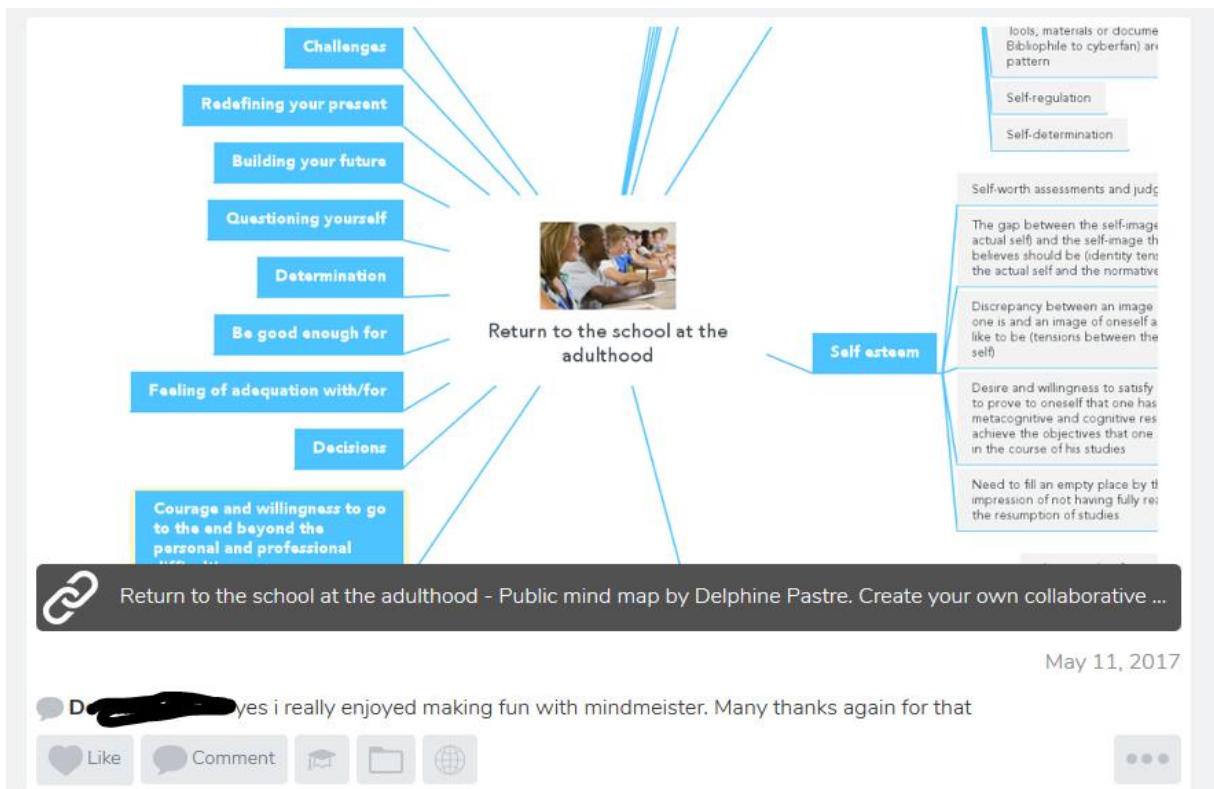 Challenges
Redefining your present
Building your future
Questioning yourself
Determination
Be good enough for
Feeling of adequation with/for
Decisions
Courage and willingness to go
to the end beyond the
personal and professional
Return to the school at the
adulthood
Tools, materials or docume
Bibliophile to cyberfan) are
pattern
Self-regulation
Self-determination
Self esteem
Self-worth assessments and judg
The gap between the self-image
actual self) and the self-image th
believes should be (identity tens
the actual self and the normative
Discrepancy between an image
one is and an image of oneself a
like to be (tensions between the
self)
Desire and willingness to satisfy
to prove to oneself that one has
metacognitive and cognitive res
achieve the objectives that one
in the course of his studies
Need to fill an empty place by th
impression of not having fully rea
the resumption of studies
Return to the school at the adulthood - Public mind map by Delphine Pastre. Create your own collaborative ...
May 11, 2017
yes i really enjoyed making fun with mindmeister. Many thanks again for that
Like
Comment